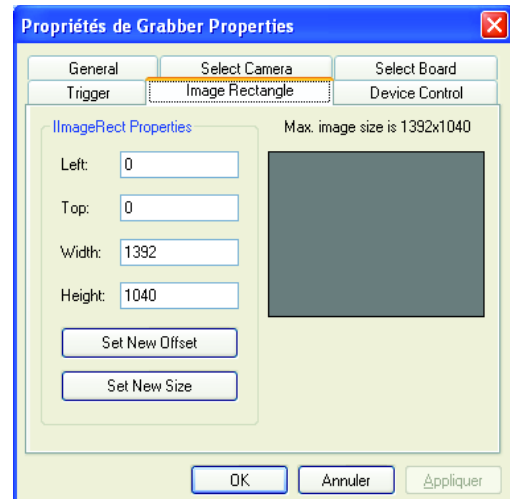 Propriétés de Grabber Properties
General Select Camera Select Board
Trigger Image Rectangle Device Control
IImageRect Properties
Max. image size is 1392x1040
Left: 0
Top: 0
Width: 1392
Height: 1040
Set New Offset
Set New Size
OK Annuler Appliquer